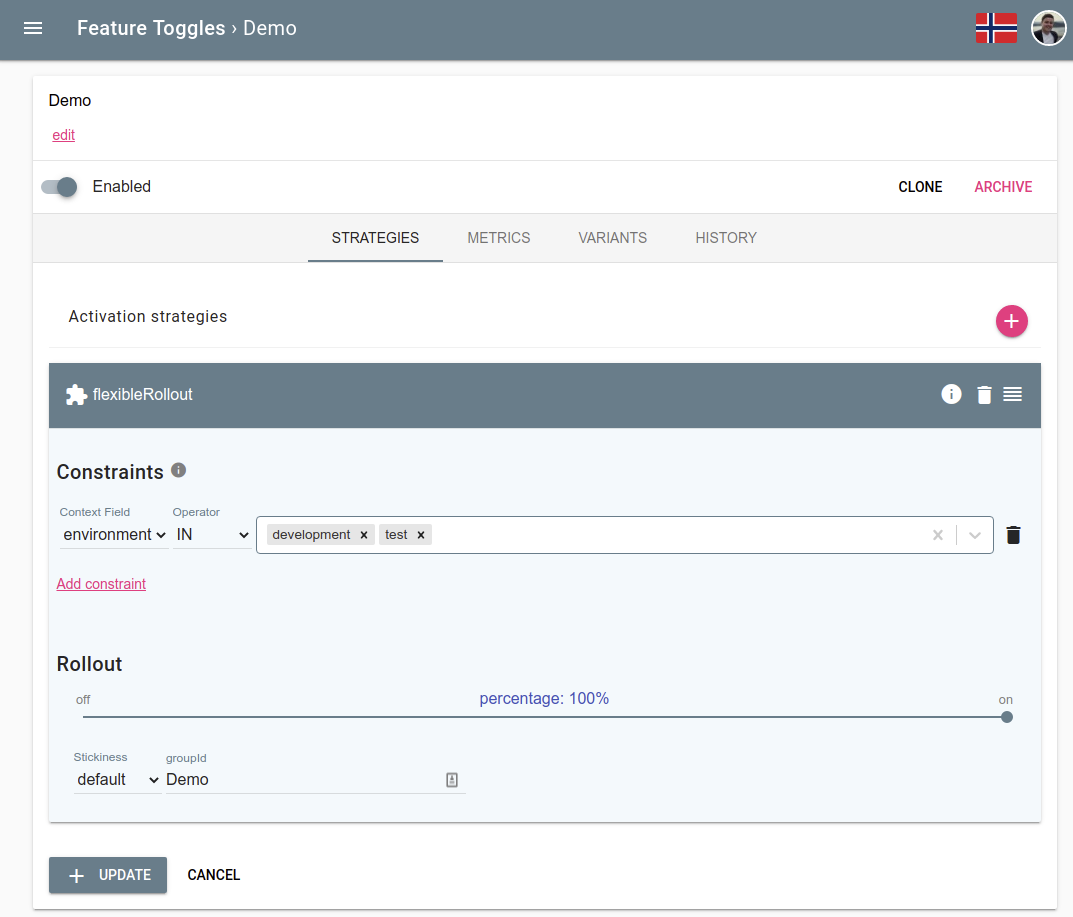 Feature Toggles › Demo
Demo
edit
Enabled
CLONE
ARCHIVE
STRATEGIES METRICS VARIANTS HISTORY
Activation strategies
flexibleRollout
Constraints
Context Field Operator
environment IN development × test ×
Add constraint
Rollout
off percentage: 100% on
Stickiness groupId
default Demo
+ UPDATE CANCEL